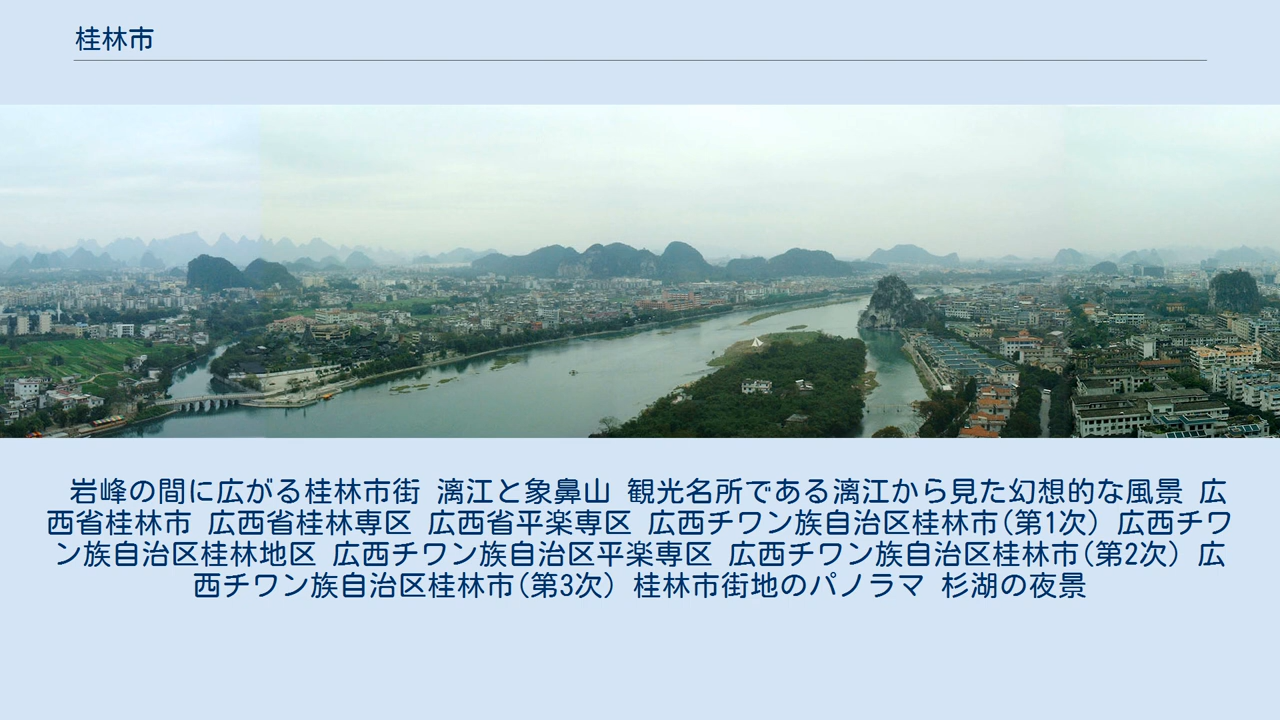 桂林市
岩峰の間に広がる桂林市街 漓江と象鼻山 観光名所である漓江から見た幻想的な風景 広
西省桂林市 広西省桂林専区 広西省平楽専区 広西チワン族自治区桂林市(第1次) 広西チワ
ン族自治区桂林地区 広西チワン族自治区平楽専区 広西チワン族自治区桂林市(第2次) 広
西チワン族自治区桂林市(第3次) 桂林市街地のパノラマ 杉湖の夜景